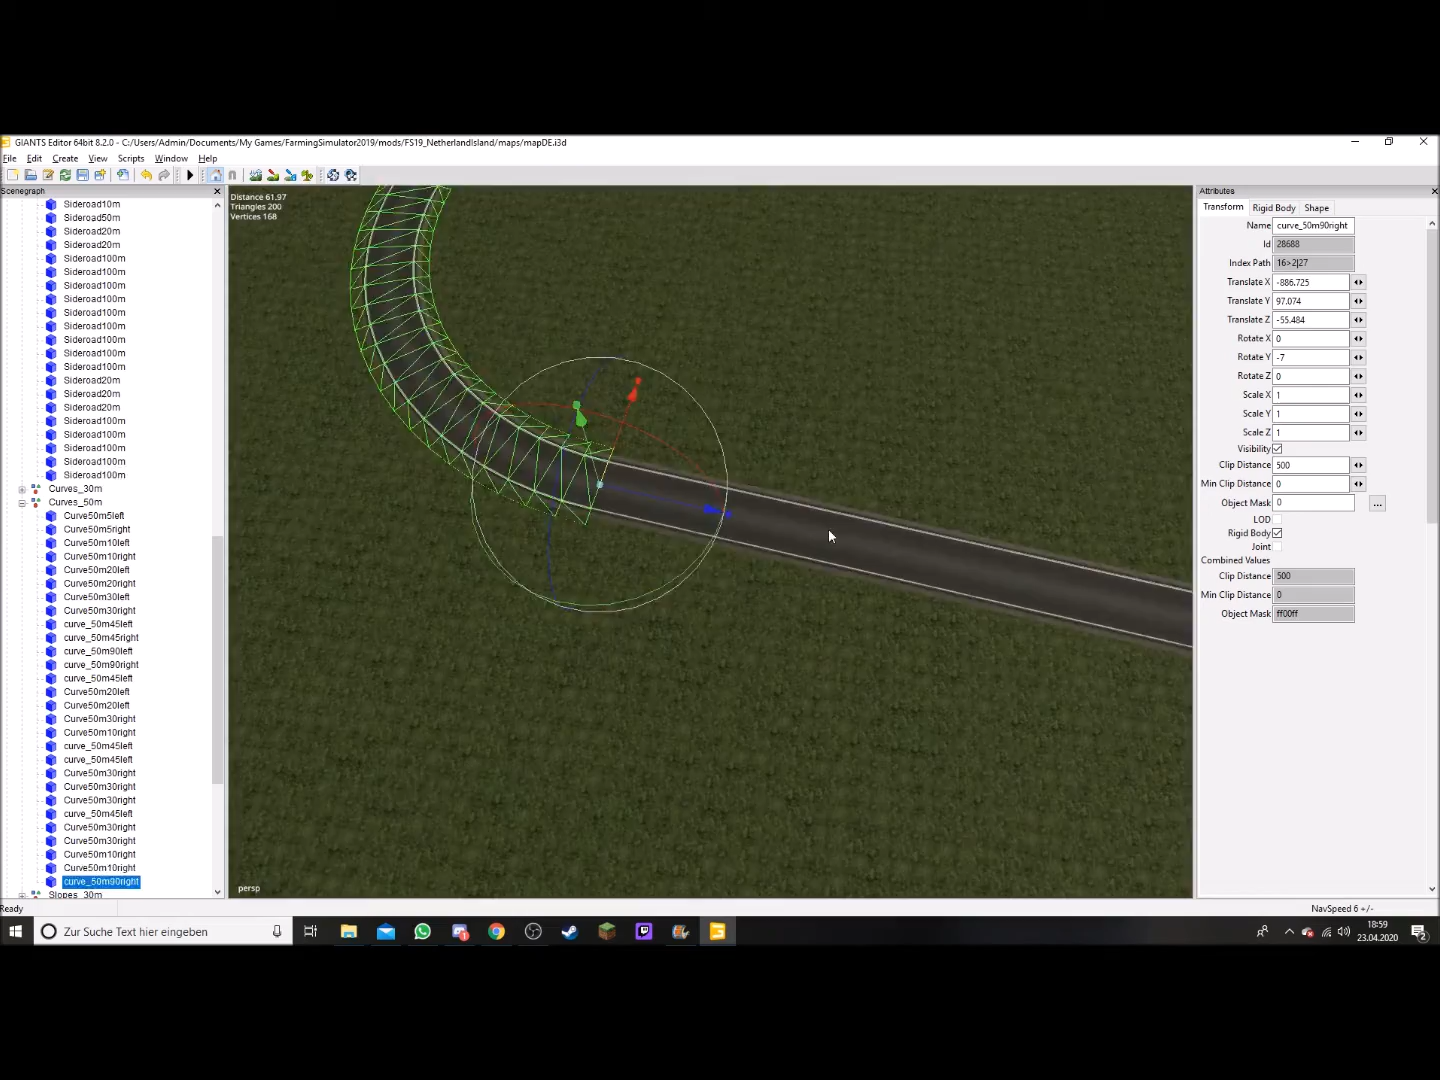 GIANTS Editor 64bit 8.2.0 - C:/Users/Admin/Documents/My Games/FarmingSimulator2019/mods/FS19_NetherlandIsland/maps/mapDE.i3d
File Edit Create View Scripts Window Help
Scenegraph
Sideroad10m
Sideroad50m
Sideroad20m
Sideroad20m
Sideroad100m
Sideroad100m
Sideroad100m
Sideroad100m
Sideroad100m
Sideroad100m
Sideroad100m
Sideroad100m
Sideroad100m
Sideroad20m
Sideroad20m
Sideroad20m
Sideroad100m
Sideroad100m
Sideroad100m
Sideroad100m
Sideroad100m
Curves_30m
Curves_50m
Curve50m5left
Curve50m5right
Curve50m10left
Curve50m10right
Curve50m20left
Curve50m20right
Curve50m30left
Curve50m30right
curve_50m45left
curve_50m45right
curve_50m90left
curve_50m90right
curve_50m45left
Curve50m20left
Curve50m20left
Curve50m30right
Curve50m10right
curve_50m45left
curve_50m45left
Curve50m30right
Curve50m30right
Curve50m30right
curve_50m45left
Curve50m30right
Curve50m30right
Curve50m10right
Curve50m10right
curve_50m90right
Slopes_30m
Distance 61.97
Triangles 200
Vertices 168
persp
Attributes
Transform Rigid Body Shape
Name curve_50m90right
Id 28688
Index Path 16>2|27
Translate X -886.725
Translate Y 97.074
Translate Z -55.484
Rotate X 0
Rotate Y -7
Rotate Z 0
Scale X 1
Scale Y 1
Scale Z 1
Visibility
Clip Distance 500
Min Clip Distance 0
Object Mask 0 ...
LOD
Rigid Body
Joint
Combined Values
Clip Distance 500
Min Clip Distance 0
Object Mask ff00ff
Ready
NavSpeed 6 +/-
Zur Suche Text hier eingeben
18:59
23.04.2020
2